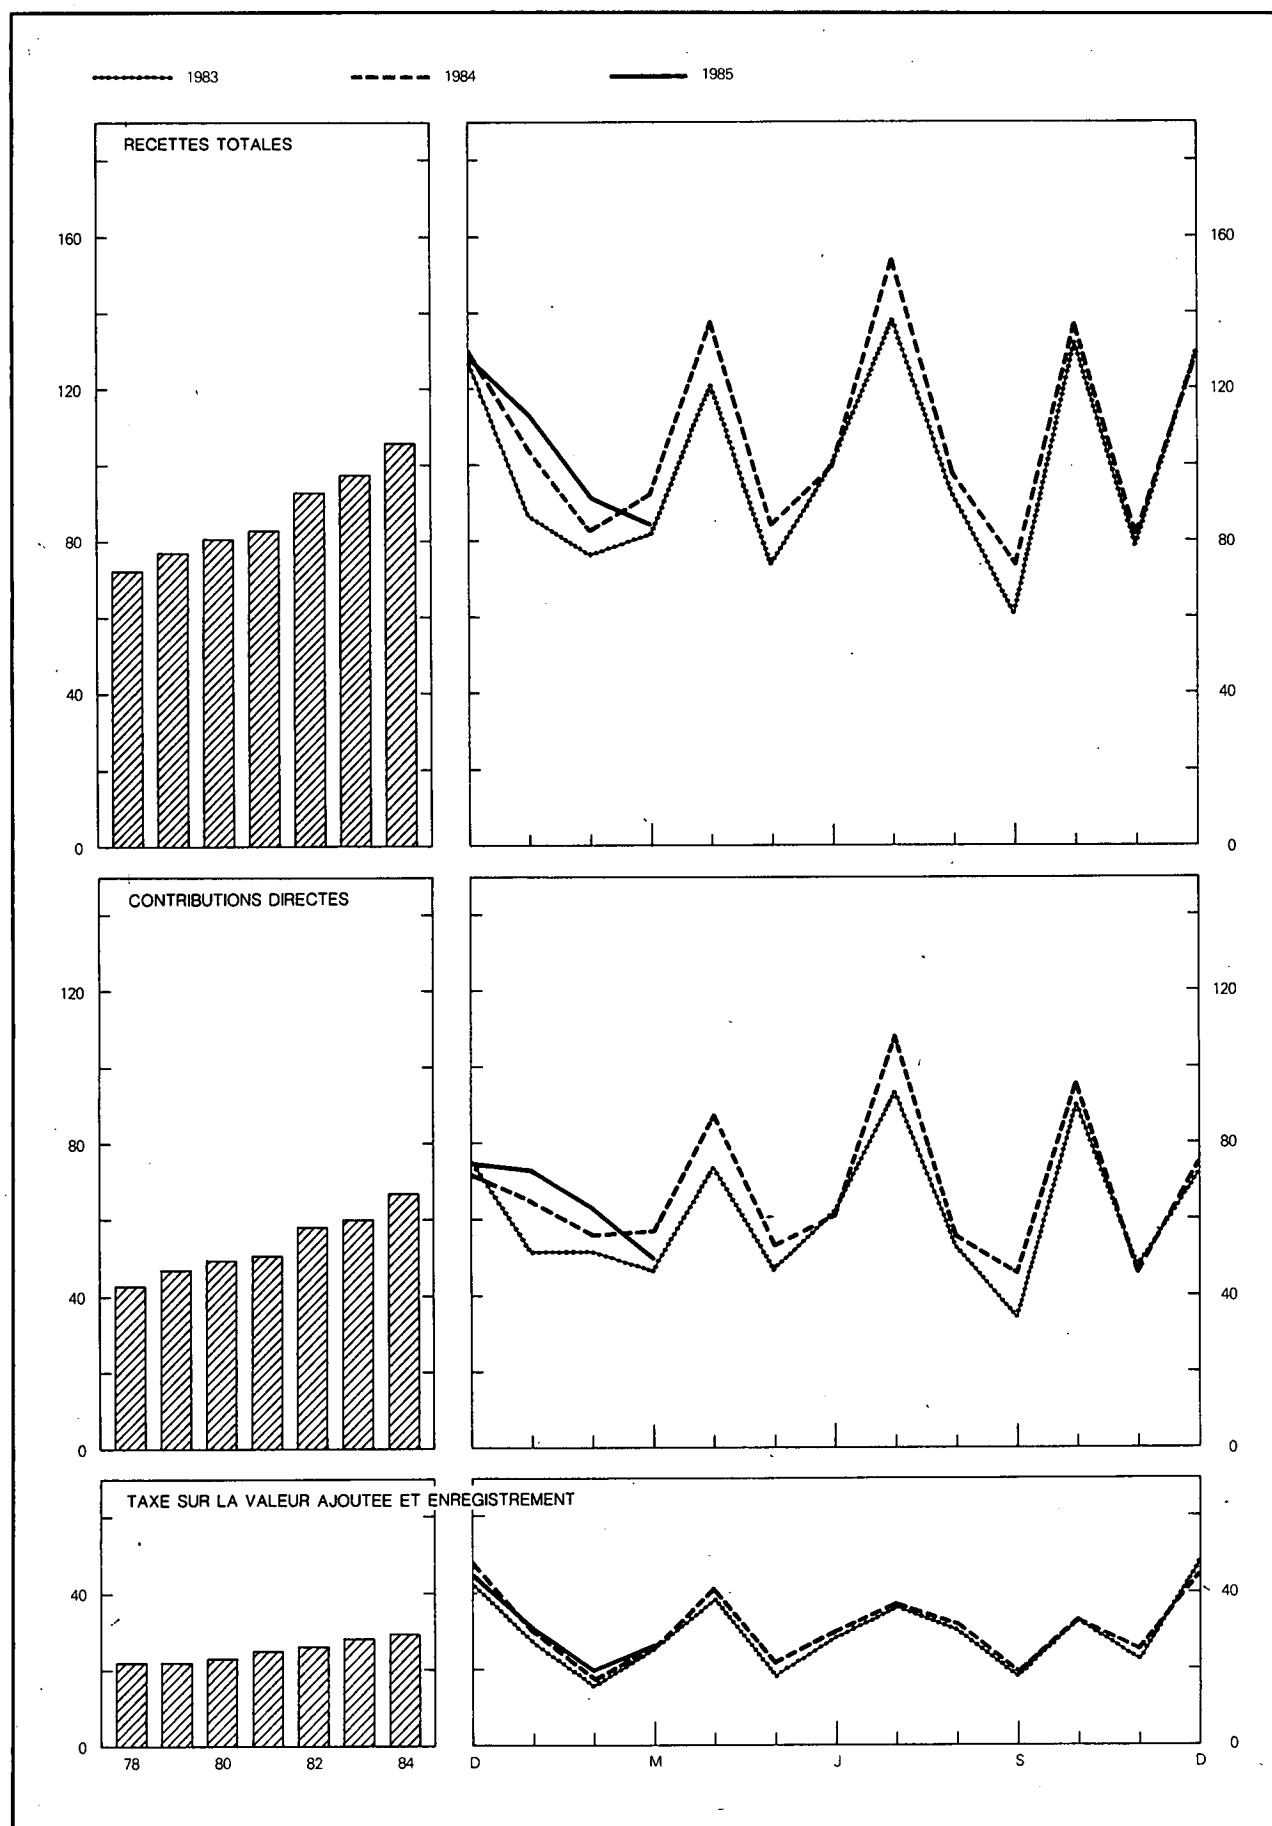 1983 1984 1985
RECETTES TOTALES
160 160
120 120
80 80
40 40
0 0
CONTRIBUTIONS DIRECTES
120 120
80 80
40 40
0 0
TAXE SUR LA VALEUR AJOUTEE ET ENREGISTREMENT
40 40
0 0
78 80 82 84 D M J S D